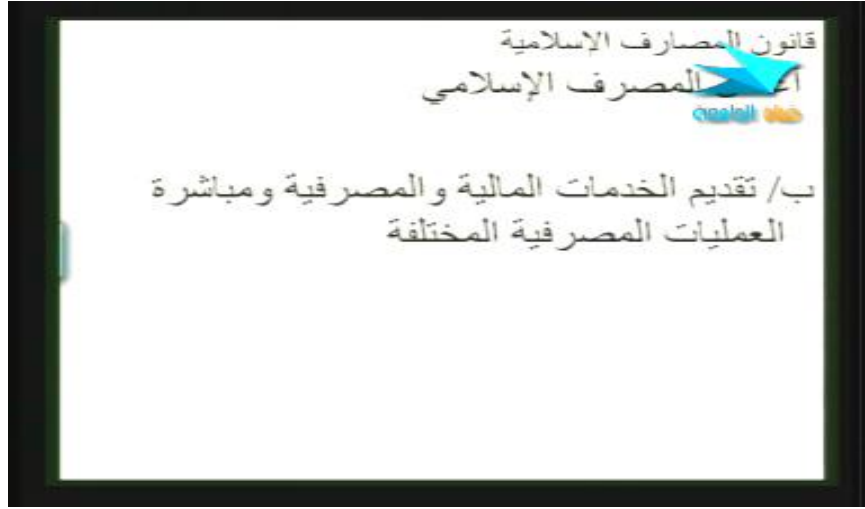 قانون المصارف الإسلامية
المصرف الإسلامي
ب/ تقديم الخدمات المالية والمصرفية ومباشرة
العمليات المصرفية المختلفة